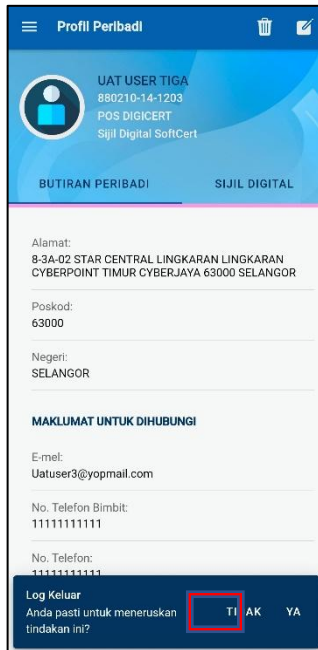 Profil Peribadi
UAT USER TIGA
880210-14-1203
POS DIGICERT
Sijil Digital SoftCert
BUTIRAN PERIBADI
SIJIL DIGITAL
Alamat:
8-3A-02 STAR CENTRAL LINGKARAN LINGKARAN
CYBERPOINT TIMUR CYBERJAYA 63000 SELANGOR
Poskod:
63000
Negeri:
SELANGOR
MAKLUMAT UNTUK DIHUBUNGI
E-mel:
Uatuser3@yopmail.com
No. Telefon Bimbit:
11111111111
No. Telefon:
11111111111
Log Keluar
Anda pasti untuk meneruskan
tindakan ini?
TIDAK
YA